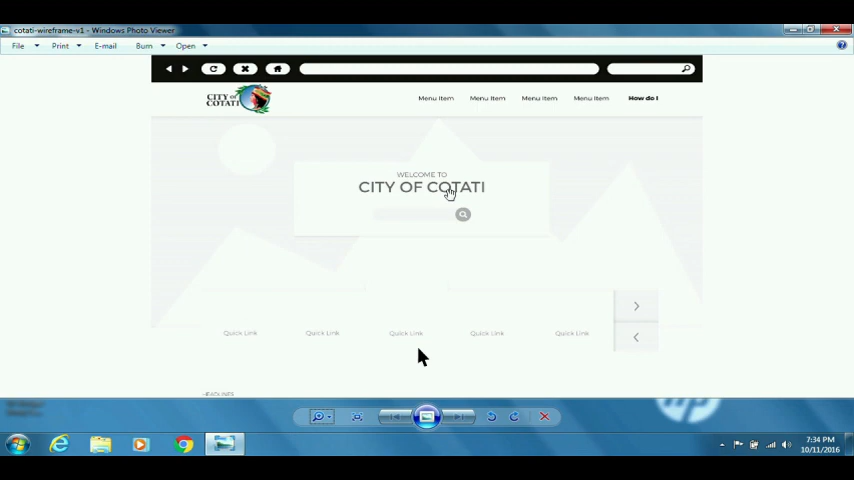 cotati-wireframe-v1 - Windows Photo Viewer
File Print E-mail Burn Open
CITY OF COTATI
Menu Item Menu Item Menu Item Menu Item How do I
WELCOME TO
CITY OF COTATI
Quick Link Quick Link Quick Link Quick Link Quick Link
HEADLINES
hp
7:34 PM
10/11/2016